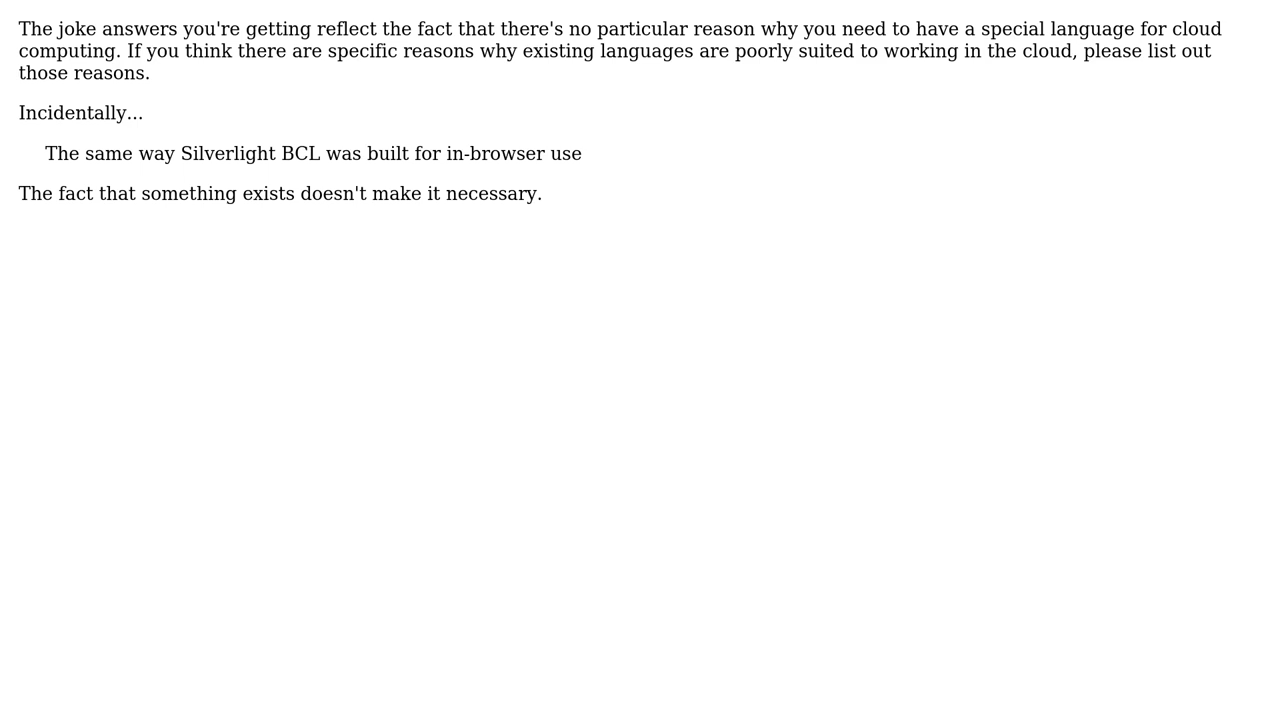 The joke answers you're getting reflect the fact that there's no particular reason why you need to have a special language for cloud
computing. If you think there are specific reasons why existing languages are poorly suited to working in the cloud, please list out
those reasons.
Incidentally...
The same way Silverlight BCL was built for in-browser use
The fact that something exists doesn't make it necessary.